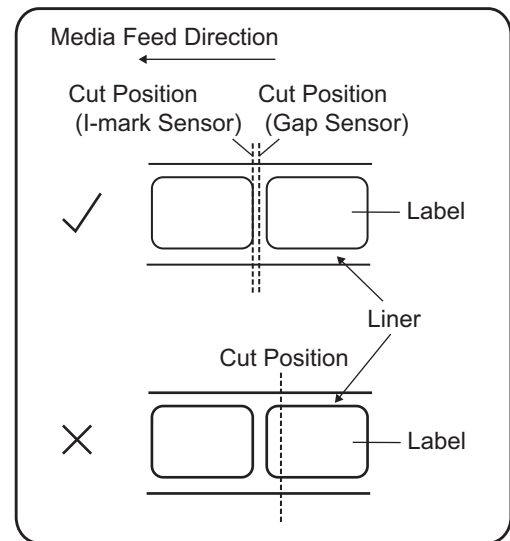 Media Feed Direction
Cut Position
(I-mark Sensor)
Cut Position
(Gap Sensor)
Label
Liner
Cut Position
Label